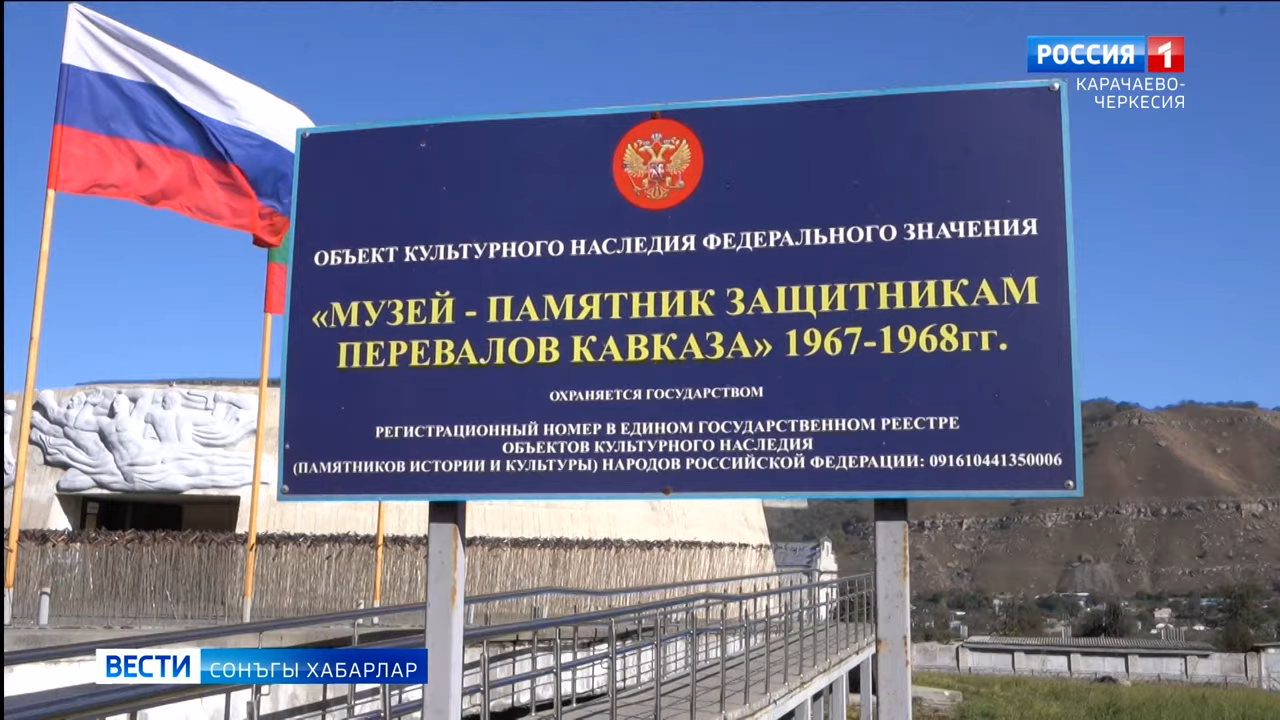 РОССИЯ 1
КАРАЧАЕВО-
ЧЕРКЕСИЯ
ОБЪЕКТ КУЛЬТУРНОГО НАСЛЕДИЯ ФЕДЕРАЛЬНОГО ЗНАЧЕНИЯ
«МУЗЕЙ - ПАМЯТНИК ЗАЩИТНИКАМ
ПЕРЕВАЛОВ КАВКАЗА» 1967-1968гг.
ОХРАНЯЕТСЯ ГОСУДАРСТВОМ
РЕГИСТРАЦИОННЫЙ НОМЕР В ЕДИНОМ ГОСУДАРСТВЕННОМ РЕЕСТРЕ
ОБЪЕКТОВ КУЛЬТУРНОГО НАСЛЕДИЯ
(ПАМЯТНИКОВ ИСТОРИИ И КУЛЬТУРЫ) НАРОДОВ РОССИЙСКОЙ ФЕДЕРАЦИИ: 091610441350006
ВЕСТИ СОНЪГЫ ХАБАРЛАР